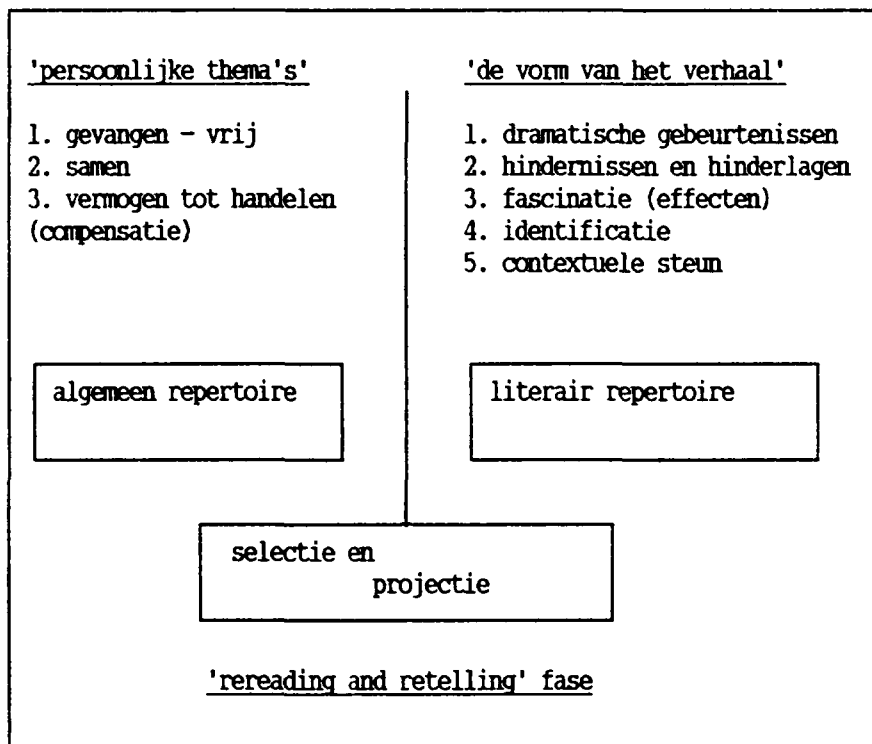 'persoonlijke thema's'
1. gevangen - vrij
2. samen
3. vermogen tot handelen
(compensatie)
'de vorm van het verhaal'
1. dramatische gebeurtenissen
2. hindernissen en hinderlagen
3. fascinatie (effecten)
4. identificatie
5. contextuele steun
algemeen repertoire
literair repertoire
selectie en
projectie
'rereading and retelling' fase